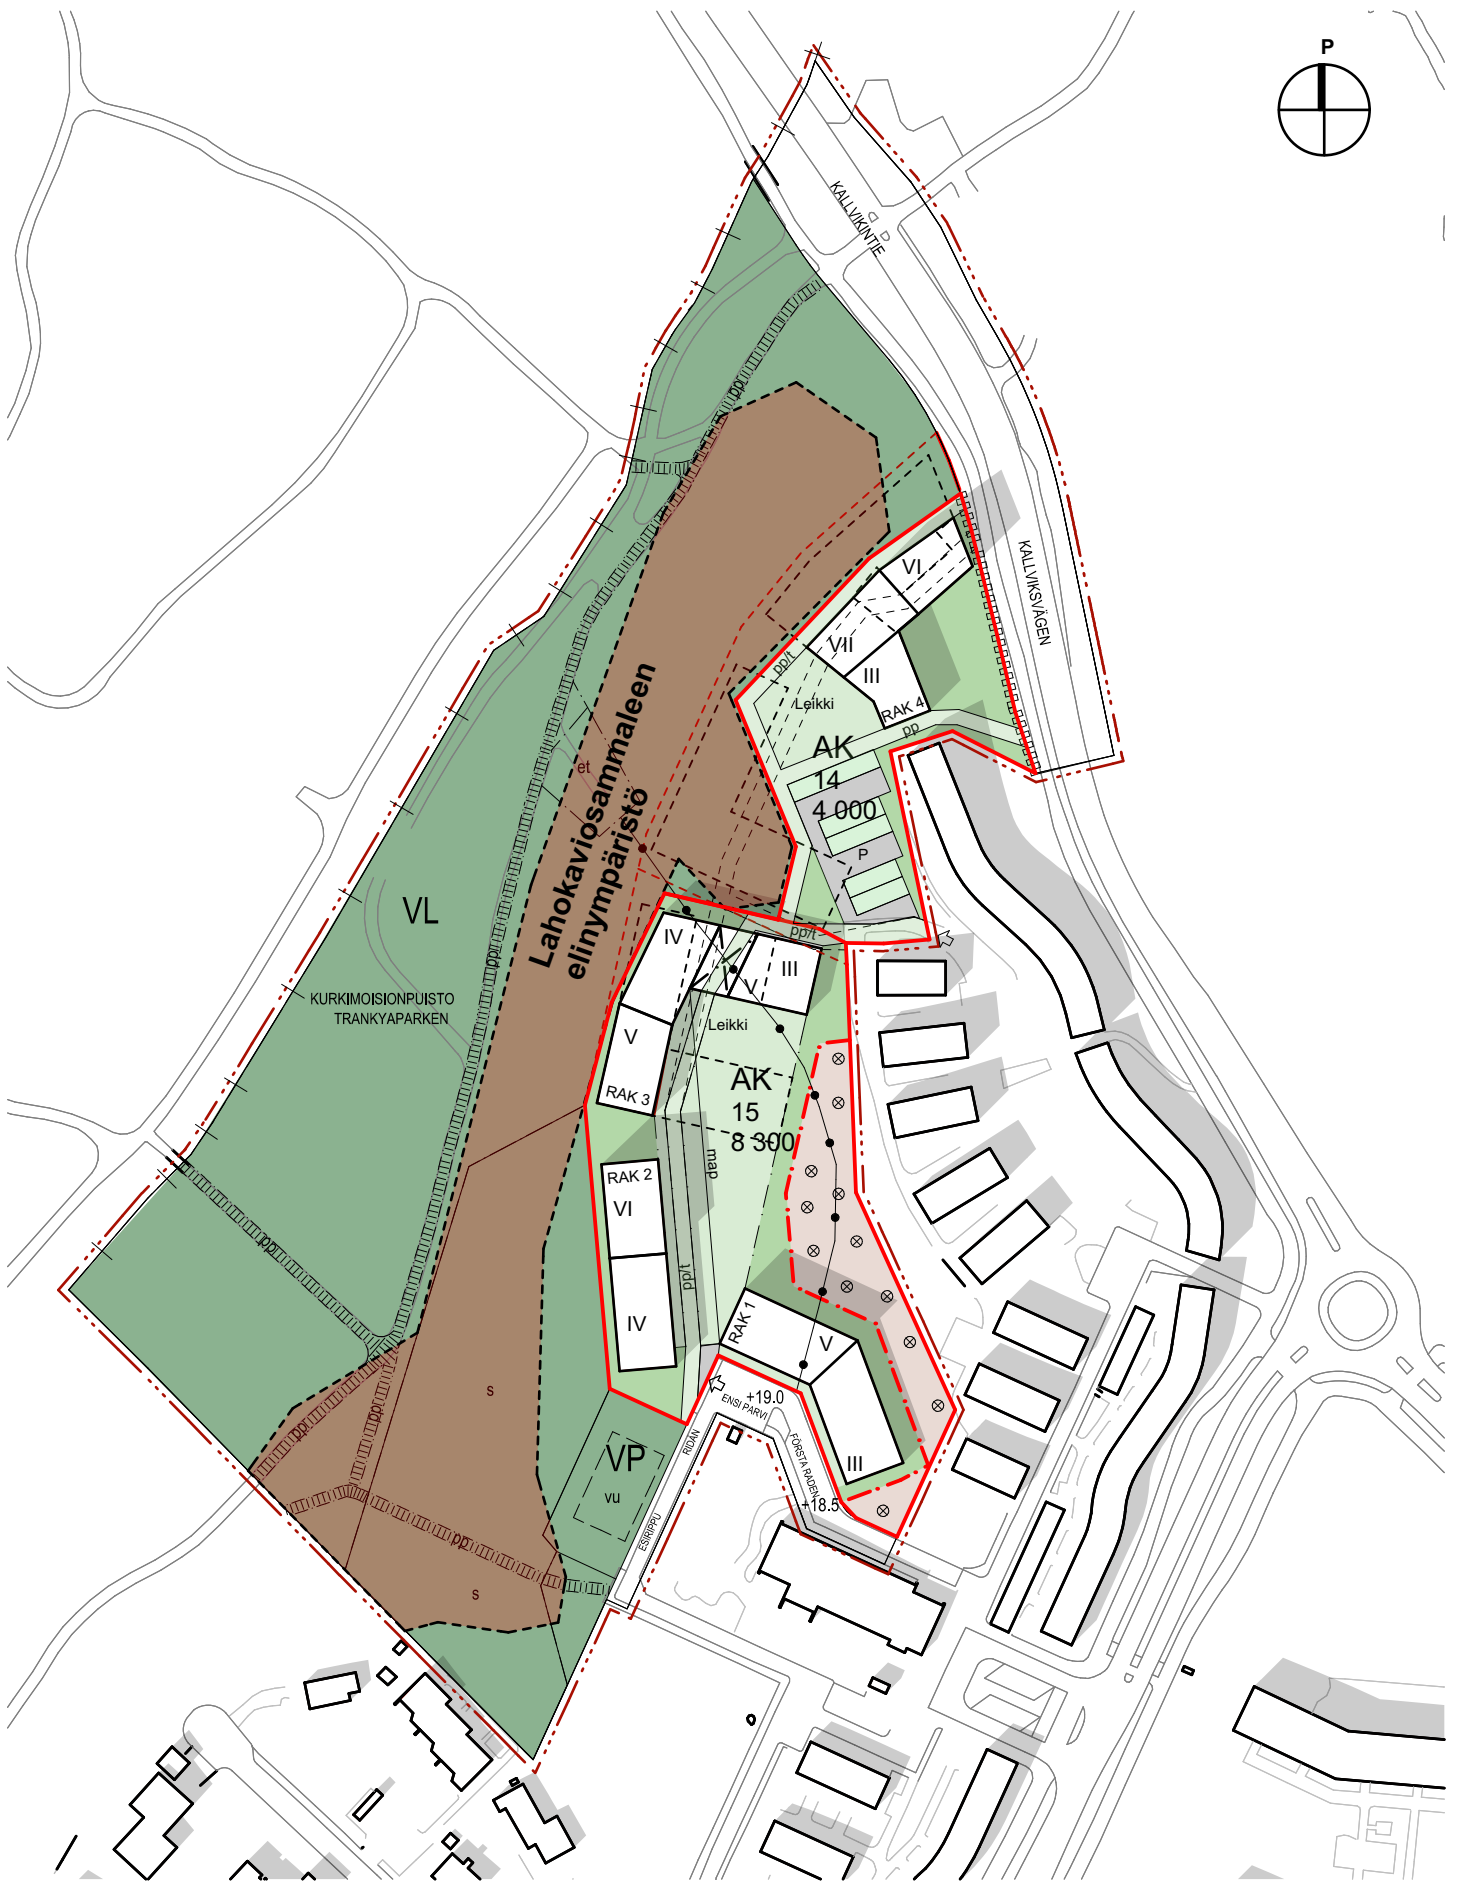 P
KALLVIKINTIE
pp
KALLVIKSVÄGEN
VI
VII
pp/t
III
Leikki
RAK 4
pp
AK
14
4 000
P
et
Lahokaviosammaleen
elinympäristö
VL
pp
KURKIMOISIONPUISTO
TRANKYAPARKEN
IV
pp/t
III
V
V
Leikki
RAK 3
AK
15
8 300
map
RAK 2
VI
pp
pp/t
RAK 1
IV
V
+19.0
ENSI PARVI
s
pp
pp
RIDÅN
FÖRSTA RADEN
VP
vu
III
+18.5
pp
ESIRIPPU
s